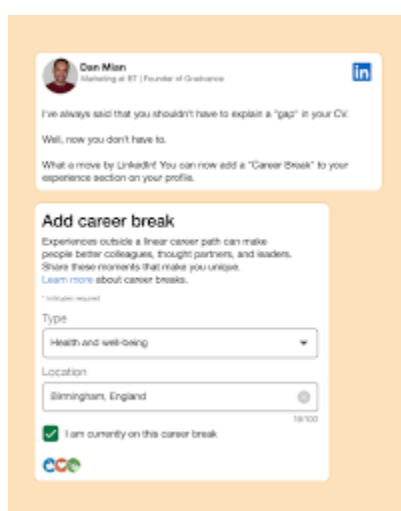 Dan Mian
Marketing at BT | Founder of Gradvance
in
I've always said that you shouldn't have to explain a "gap" in your CV.
Well, now you don't have to.
What a move by LinkedIn! You can now add a "Career Break" to your
experience section on your profile.
Add career break
Experiences outside a linear career path can make
people better colleagues, thought partners, and leaders.
Share these moments that make you unique.
Learn more about career breaks.
* Indicates required
Type
Health and well-being
Location
Birmingham, England
19/100
I am currently on this career break